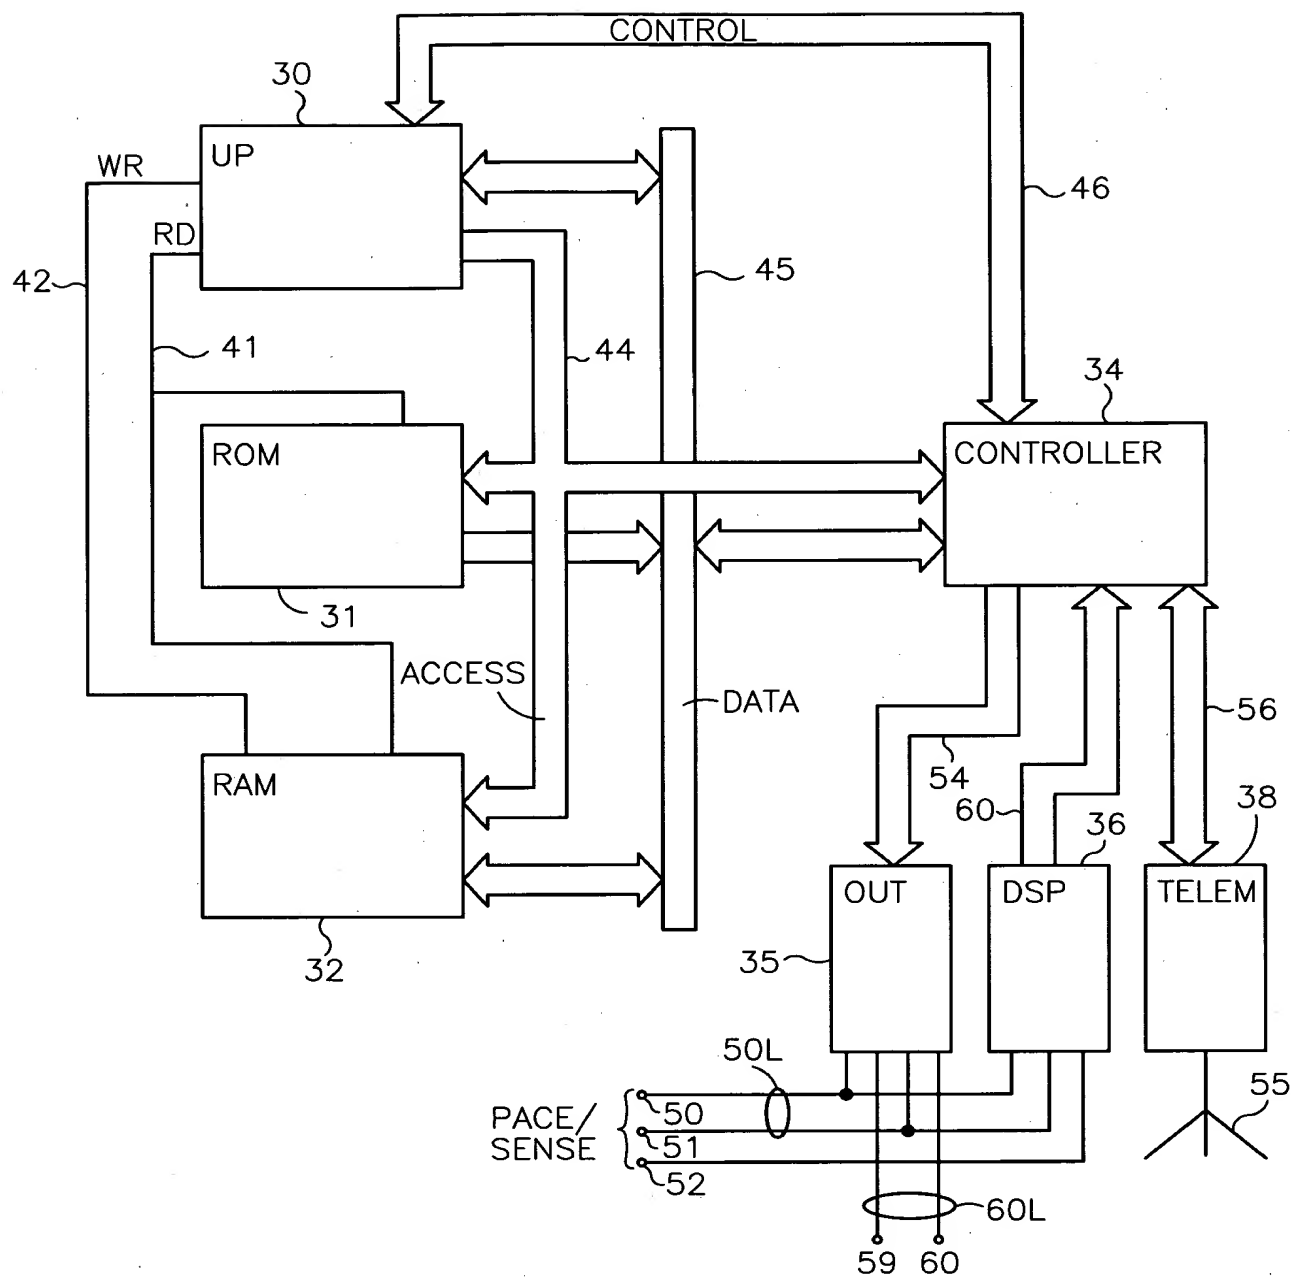 CONTROL
30
UP
WR
RD
42
41
44
45
46
34
CONTROLLER
ROM
31
ACCESS
DATA
RAM
32
54
56
60
36
38
OUT
DSP
TELEM
35
50L
55
PACE/
SENSE
50
51
52
60L
59
60